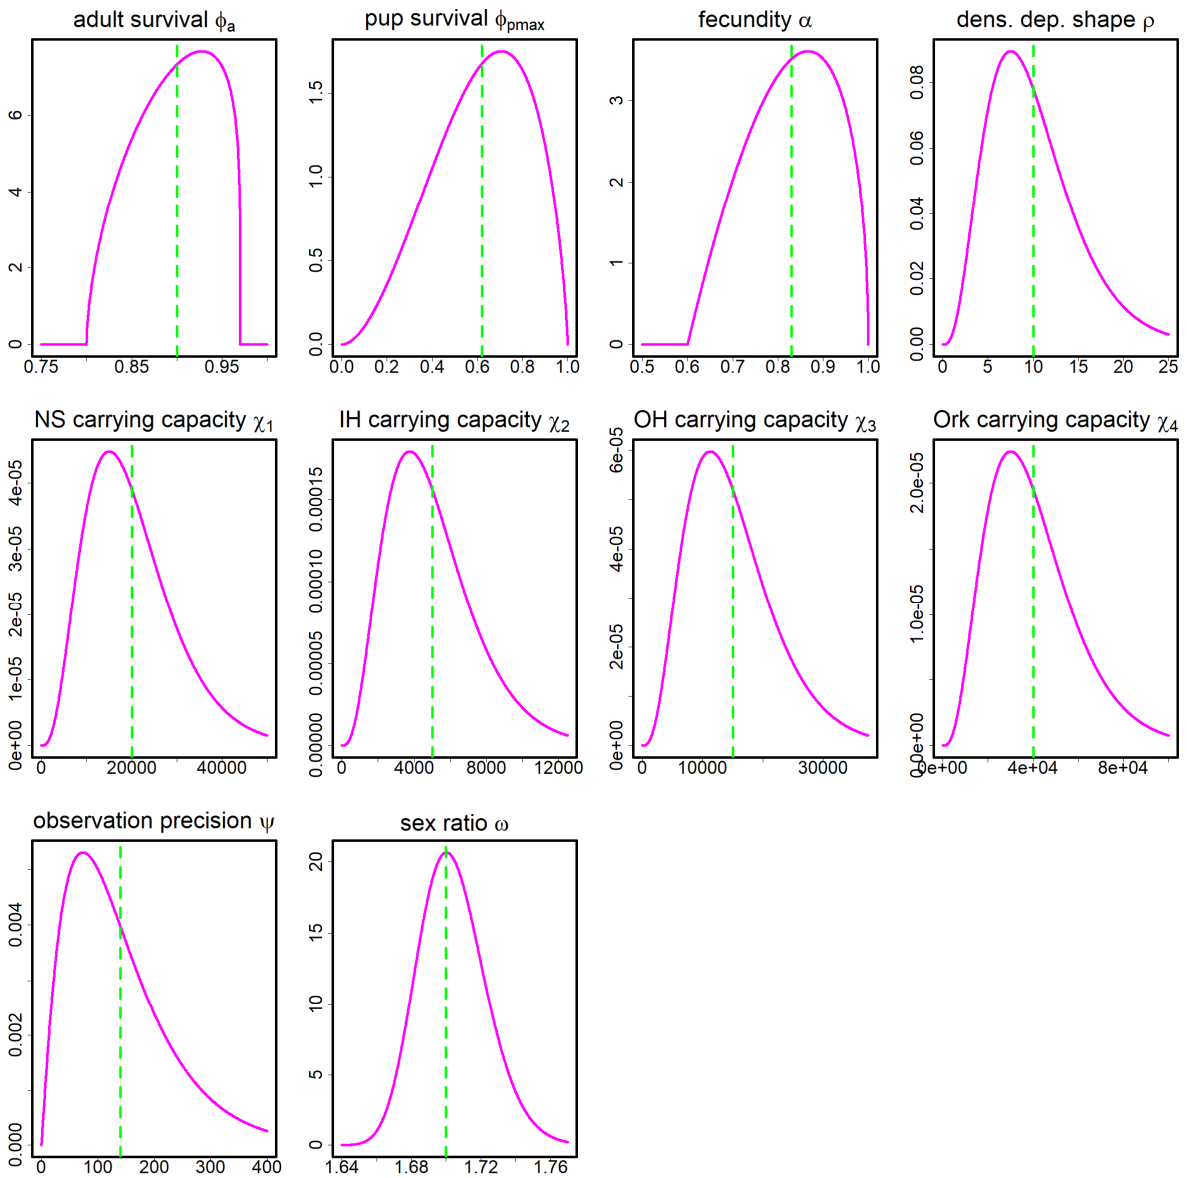 adult survival ϕa
pup survival ϕpmax
fecundity α
dens. dep. shape ρ
0 2 4 6
0.75 0.85 0.95
0.0 0.5 1.0 1.5
0.0 0.2 0.4 0.6 0.8 1.0
0 1 2 3
0.5 0.6 0.7 0.8 0.9 1.0
0.00 0.02 0.04 0.06 0.08
0 5 10 15 20 25
NS carrying capacity χ1
IH carrying capacity χ2
OH carrying capacity χ3
Ork carrying capacity χ4
0e+00 1e-05 2e-05 3e-05 4e-05
0 20000 40000
0.00000 0.00005 0.00010 0.00015
0 4000 8000 12000
0e+00 2e-05 4e-05 6e-05
0 10000 30000
0.0e+00 1.0e-05 2.0e-05
0e+00 4e+04 8e+04
observation precision ψ
sex ratio ω
0.000 0.002 0.004
0 100 200 300 400
0 5 10 15 20
1.64 1.68 1.72 1.76